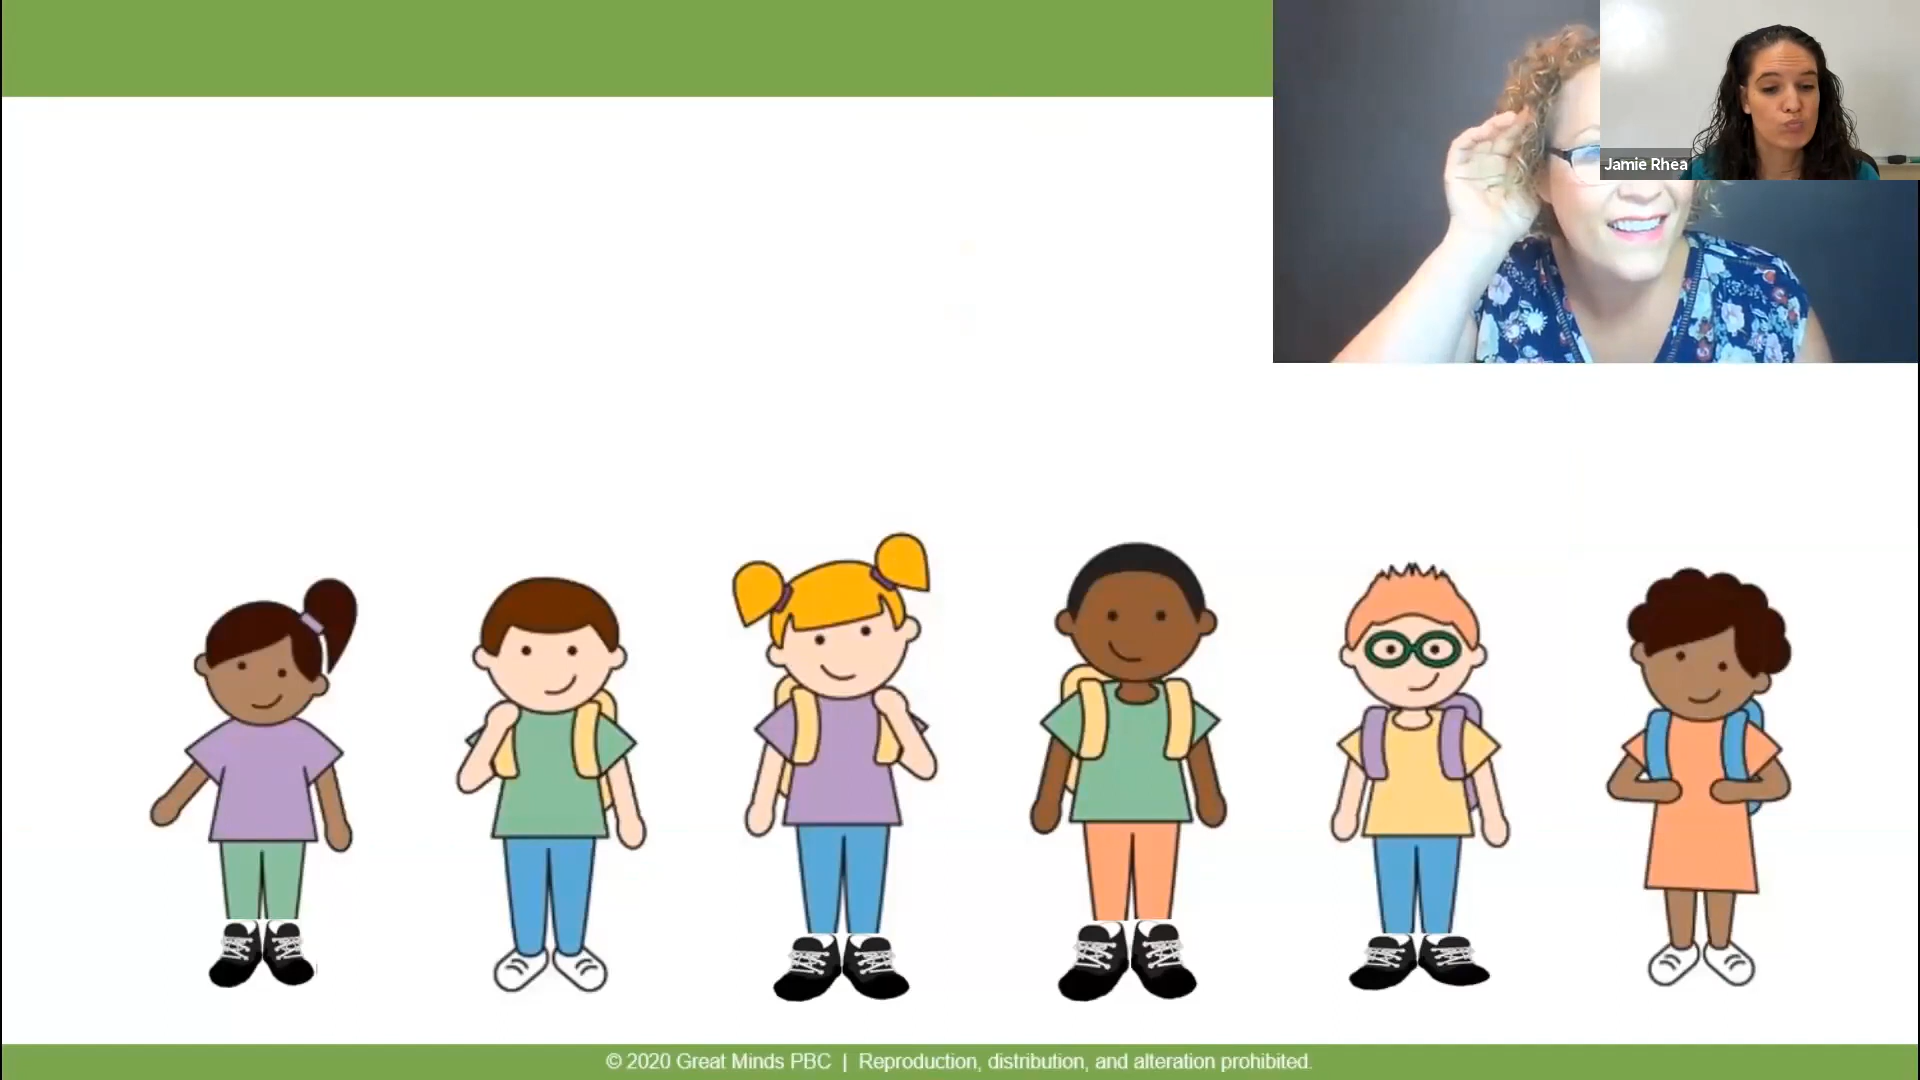 Jamie Rhea
© 2020 Great Minds PBC | Reproduction, distribution, and alteration prohibited.